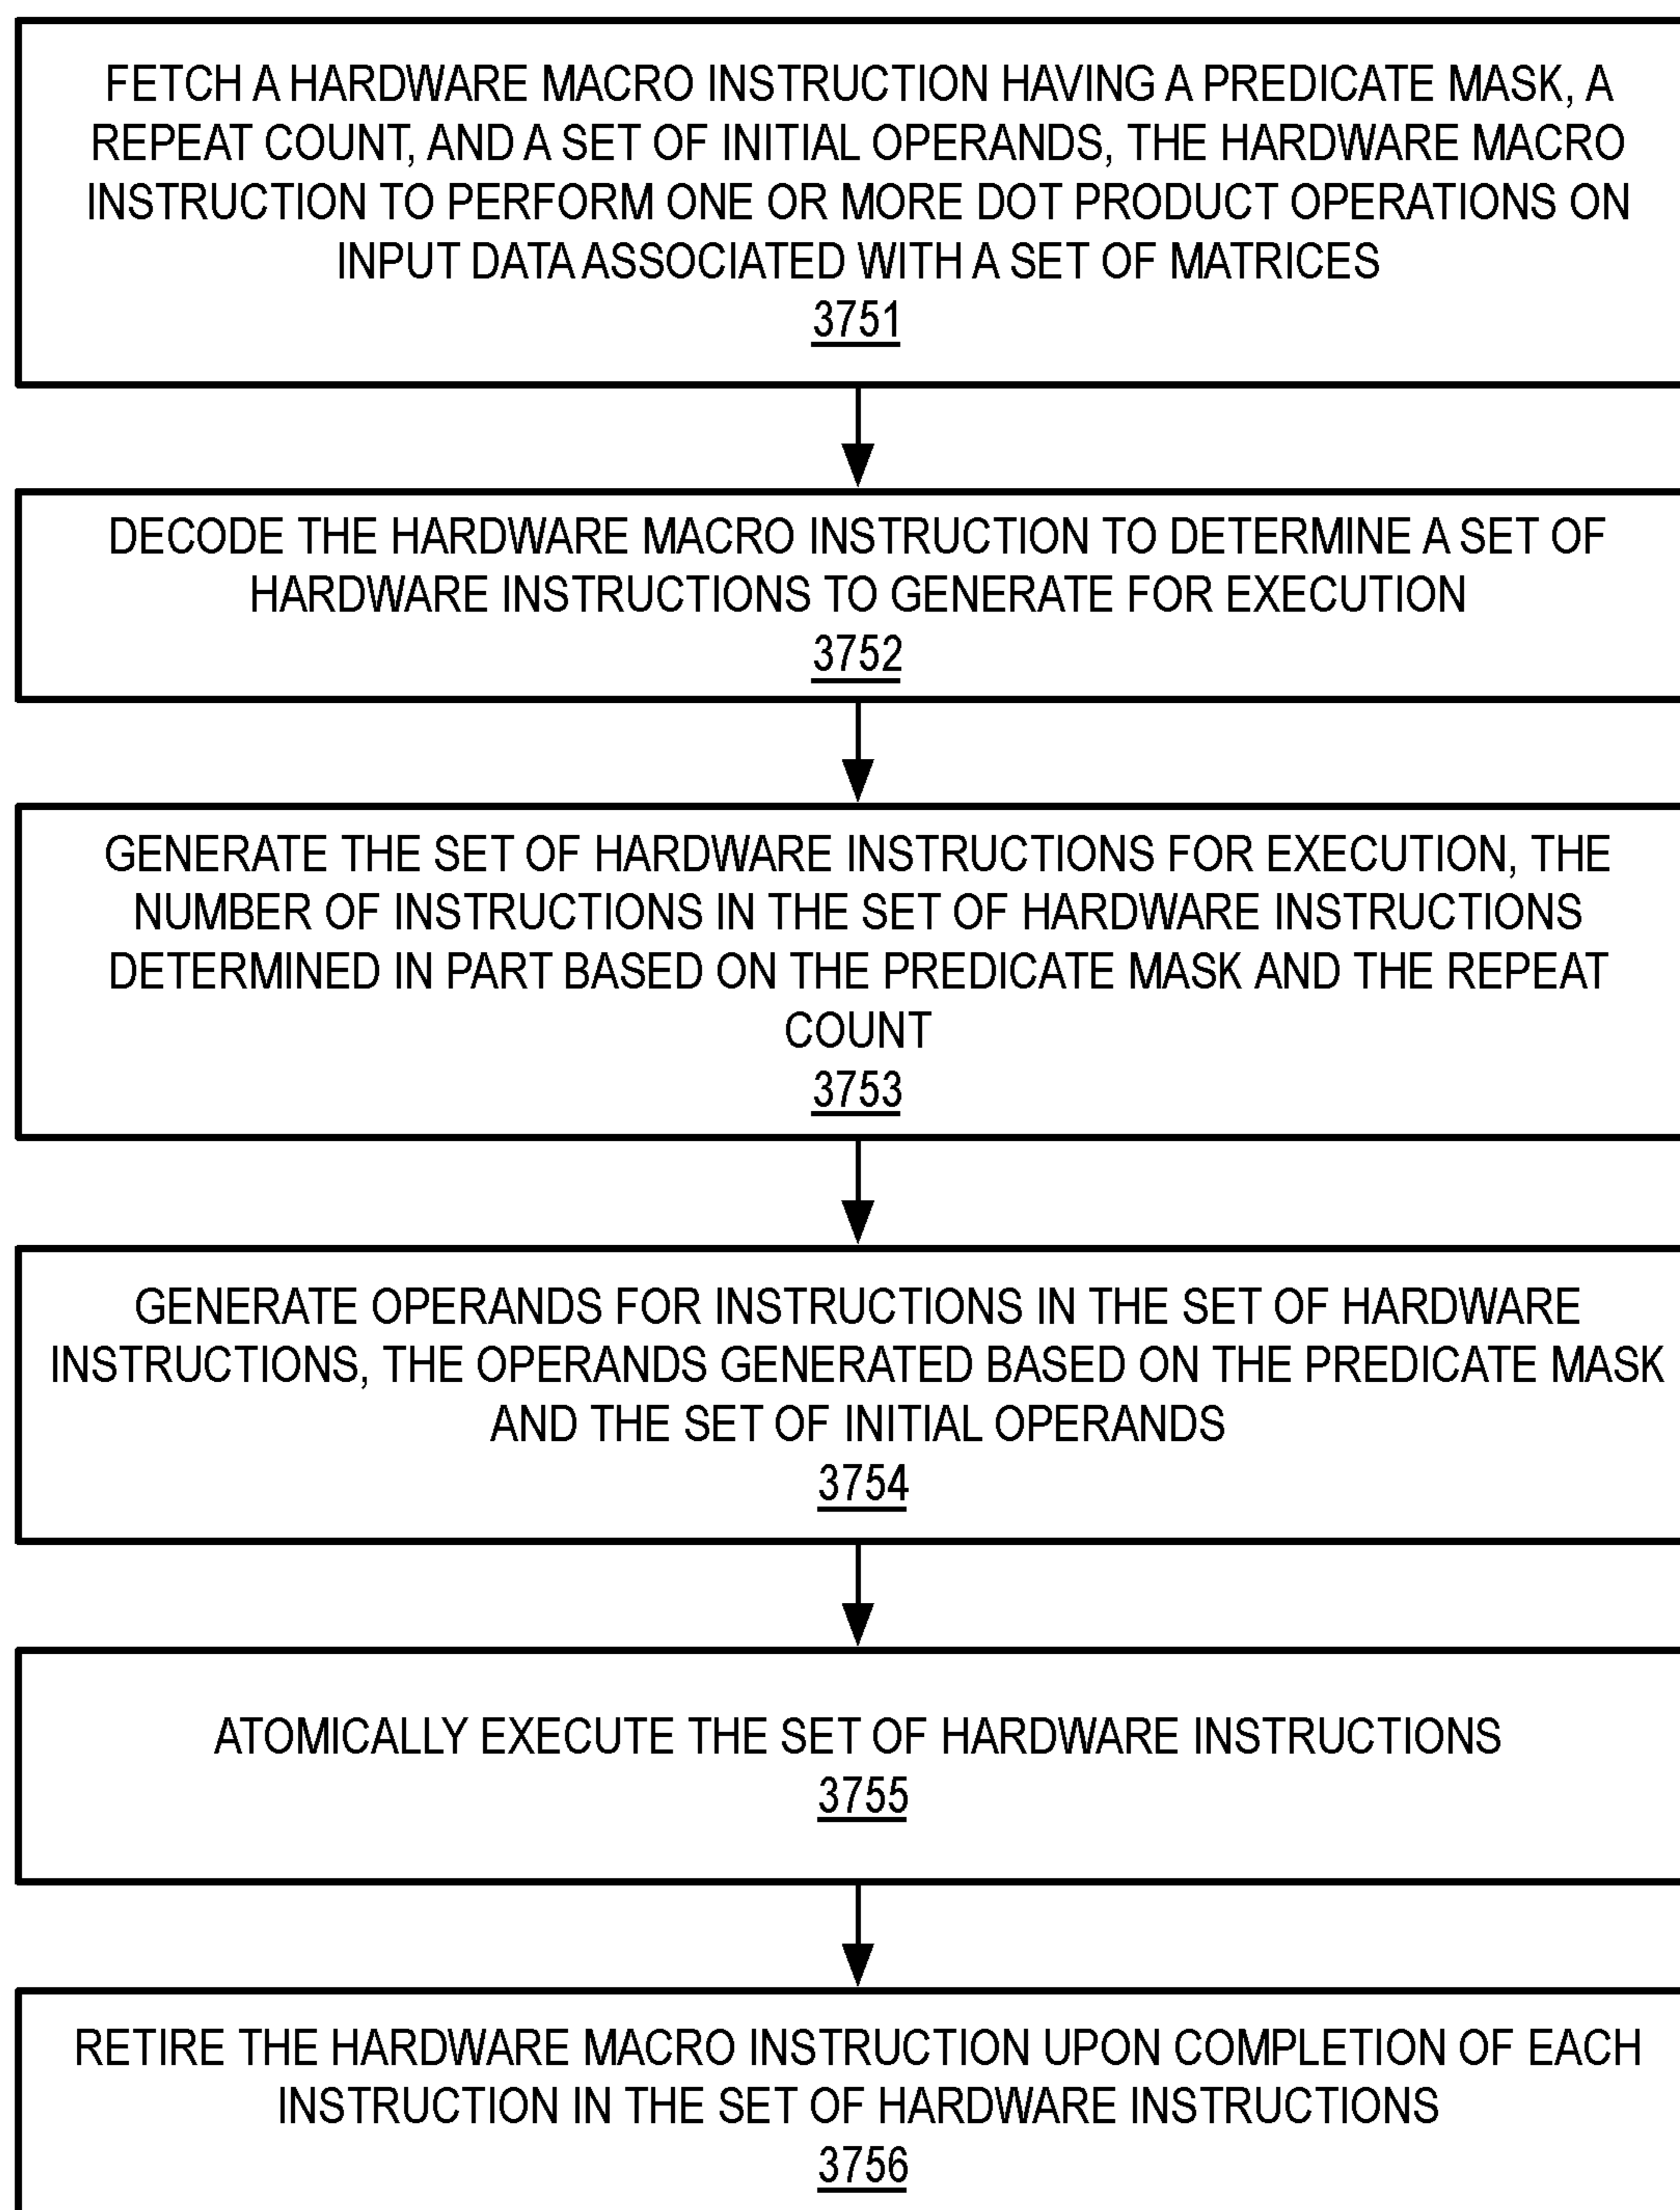 FETCH A HARDWARE MACRO INSTRUCTION HAVING A PREDICATE MASK, A
REPEAT COUNT, AND A SET OF INITIAL OPERANDS, THE HARDWARE MACRO
INSTRUCTION TO PERFORM ONE OR MORE DOT PRODUCT OPERATIONS ON
INPUT DATA ASSOCIATED WITH A SET OF MATRICES
3751
DECODE THE HARDWARE MACRO INSTRUCTION TO DETERMINE A SET OF
HARDWARE INSTRUCTIONS TO GENERATE FOR EXECUTION
3752
GENERATE THE SET OF HARDWARE INSTRUCTIONS FOR EXECUTION, THE
NUMBER OF INSTRUCTIONS IN THE SET OF HARDWARE INSTRUCTIONS
DETERMINED IN PART BASED ON THE PREDICATE MASK AND THE REPEAT
COUNT
3753
GENERATE OPERANDS FOR INSTRUCTIONS IN THE SET OF HARDWARE
INSTRUCTIONS, THE OPERANDS GENERATED BASED ON THE PREDICATE MASK
AND THE SET OF INITIAL OPERANDS
3754
ATOMICALLY EXECUTE THE SET OF HARDWARE INSTRUCTIONS
3755
RETIRE THE HARDWARE MACRO INSTRUCTION UPON COMPLETION OF EACH
INSTRUCTION IN THE SET OF HARDWARE INSTRUCTIONS
3756